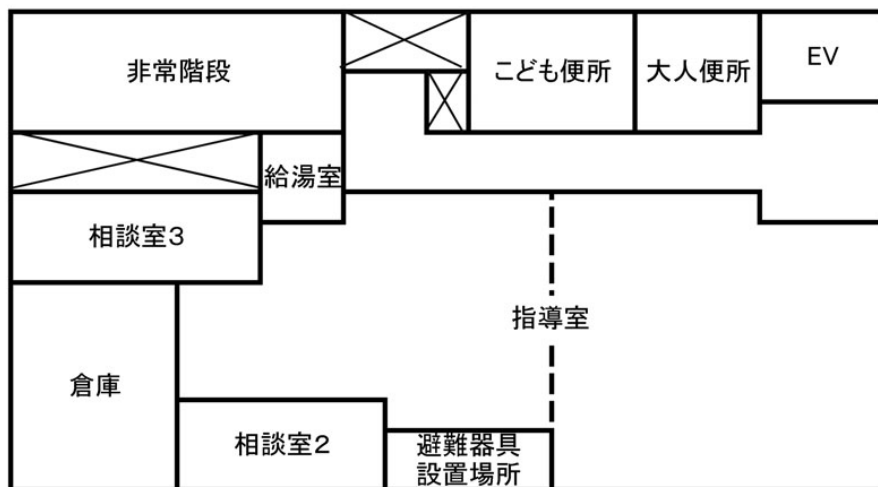 非常階段
こども便所
大人便所
EV
給湯室
相談室3
指導室
倉庫
相談室2
避難器具
設置場所